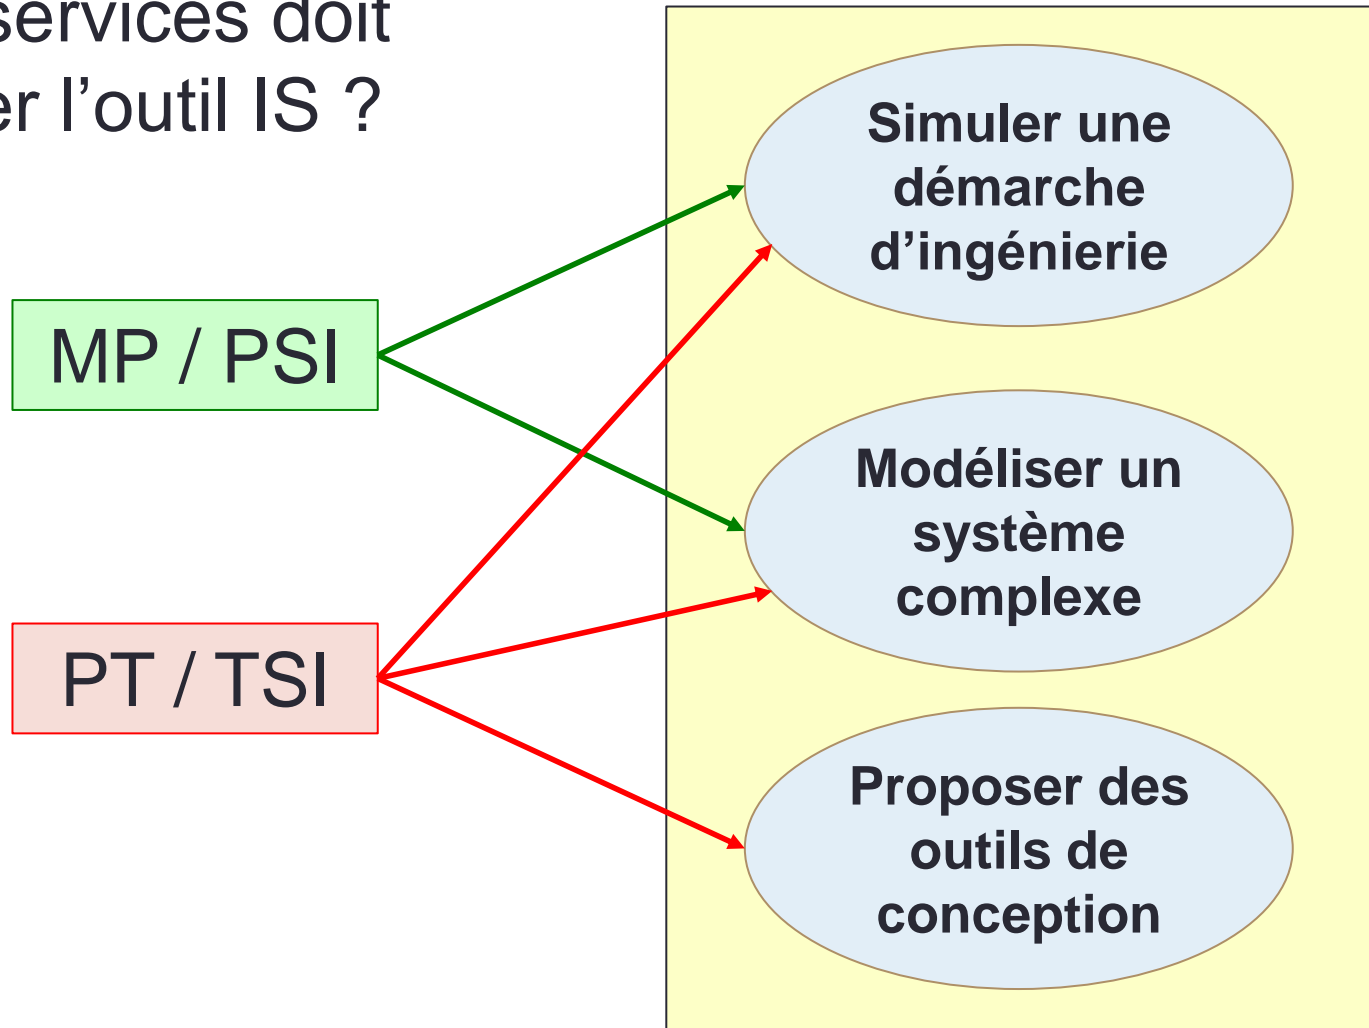 services doit
er l’outil IS ?
Simuler une
démarche
d’ingénierie
MP / PSI
Modéliser un
système
complexe
PT / TSI
Proposer des
outils de
conception